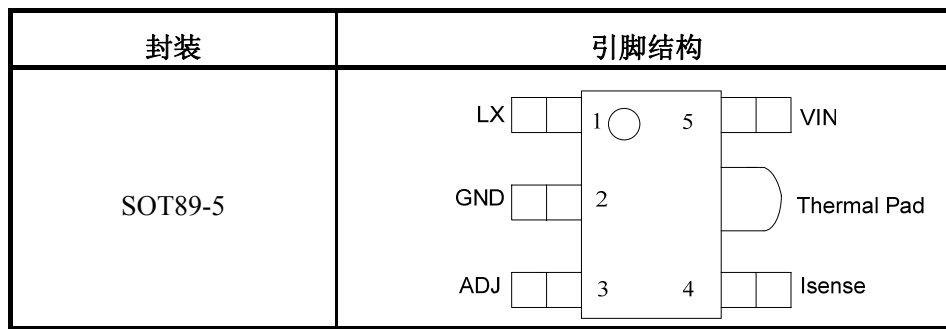 封装 引脚结构
LX 1 5 VIN
SOT89-5 GND 2 Thermal Pad
ADJ 3 4 Isense